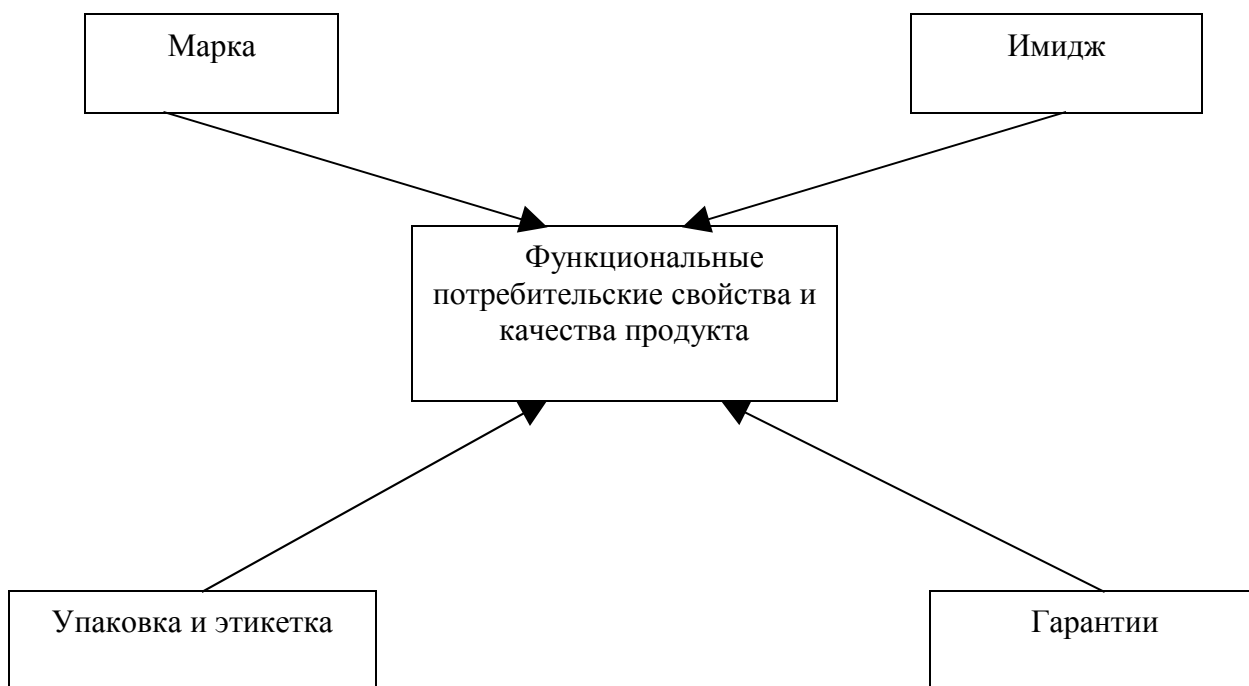 Марка
Имидж
Функциональные
потребительские свойства и
качества продукта
Упаковка и этикетка
Гарантии